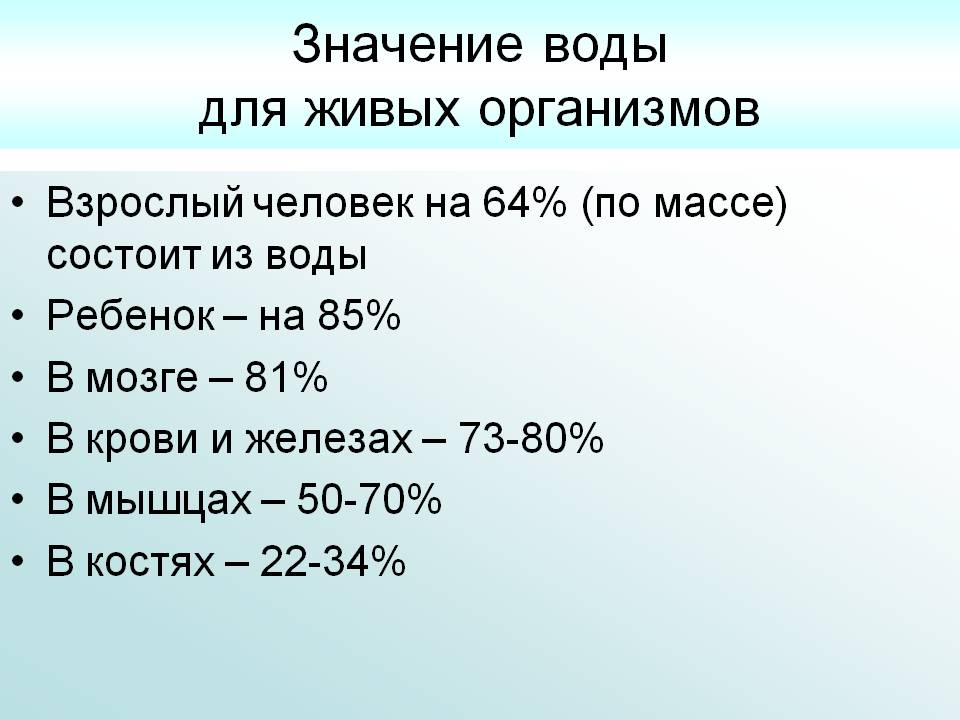 Значение воды
для живых организмов
• Взрослый человек на 64% (по массе)
состоит из воды
• Ребенок – на 85%
• В мозге – 81%
• В крови и железах – 73-80%
• В мышцах – 50-70%
• В костях – 22-34%